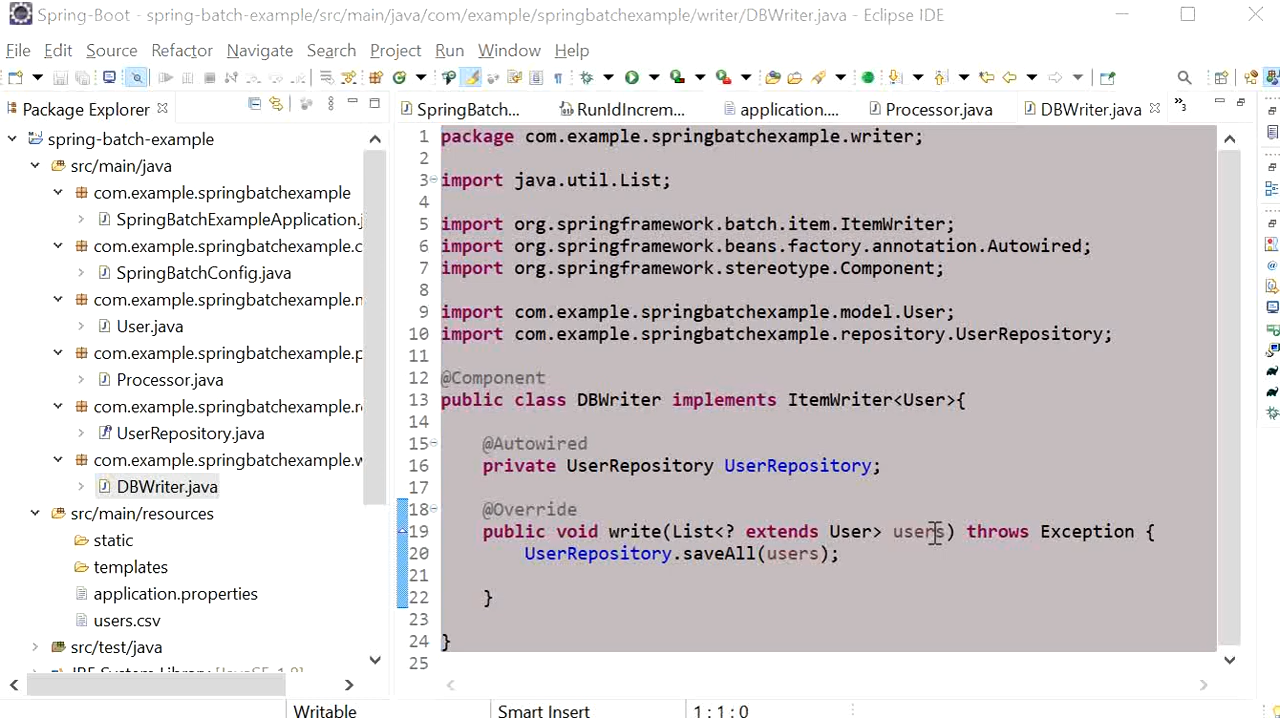 Spring-Boot - spring-batch-example/src/main/java/com/example/springbatchexample/writer/DBWriter.java - Eclipse IDE
File Edit Source Refactor Navigate Search Project Run Window Help
Package Explorer
SpringBatch... RunIdIncrem... application.... Processor.java DBWriter.java
spring-batch-example
src/main/java
com.example.springbatchexample
SpringBatchExampleApplication.j
com.example.springbatchexample.c
SpringBatchConfig.java
com.example.springbatchexample.n
User.java
com.example.springbatchexample.p
Processor.java
com.example.springbatchexample.re
UserRepository.java
com.example.springbatchexample.w
DBWriter.java
src/main/resources
static
templates
application.properties
users.csv
src/test/java
JRE System Library [JavaSE-1.8]
1 package com.example.springbatchexample.writer;
2
3 import java.util.List;
4
5 import org.springframework.batch.item.ItemWriter;
6 import org.springframework.beans.factory.annotation.Autowired;
7 import org.springframework.stereotype.Component;
8
9 import com.example.springbatchexample.model.User;
10 import com.example.springbatchexample.repository.UserRepository;
11
12 @Component
13 public class DBWriter implements ItemWriter<User>{
14
15 @Autowired
16 private UserRepository UserRepository;
17
18 @Override
19 public void write(List<? extends User> users) throws Exception {
20 UserRepository.saveAll(users);
21
22 }
23
24 }
25
Writable Smart Insert 1 : 1 : 0